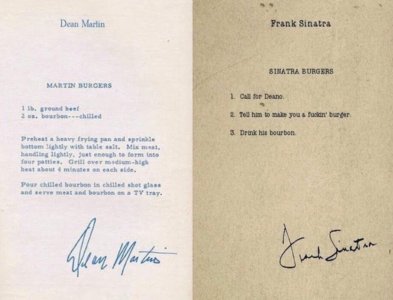 Dean Martin
MARTIN BURGERS
1 lb. ground beef
2 oz. bourbon---chilled
Preheat a heavy frying pan and sprinkle
bottom lightly with table salt. Mix meat,
handling lightly, just enough to form into
four patties. Grill over medium-high
heat about 4 minutes on each side.
Pour chilled bourbon in chilled shot glass
and serve meat and bourbon on a TV tray.
Dean Martin
Frank Sinatra
SINATRA BURGERS
1. Call for Deano.
2. Tell him to make you a fuckin' burger.
3. Drink his bourbon.
Frank Sinatra